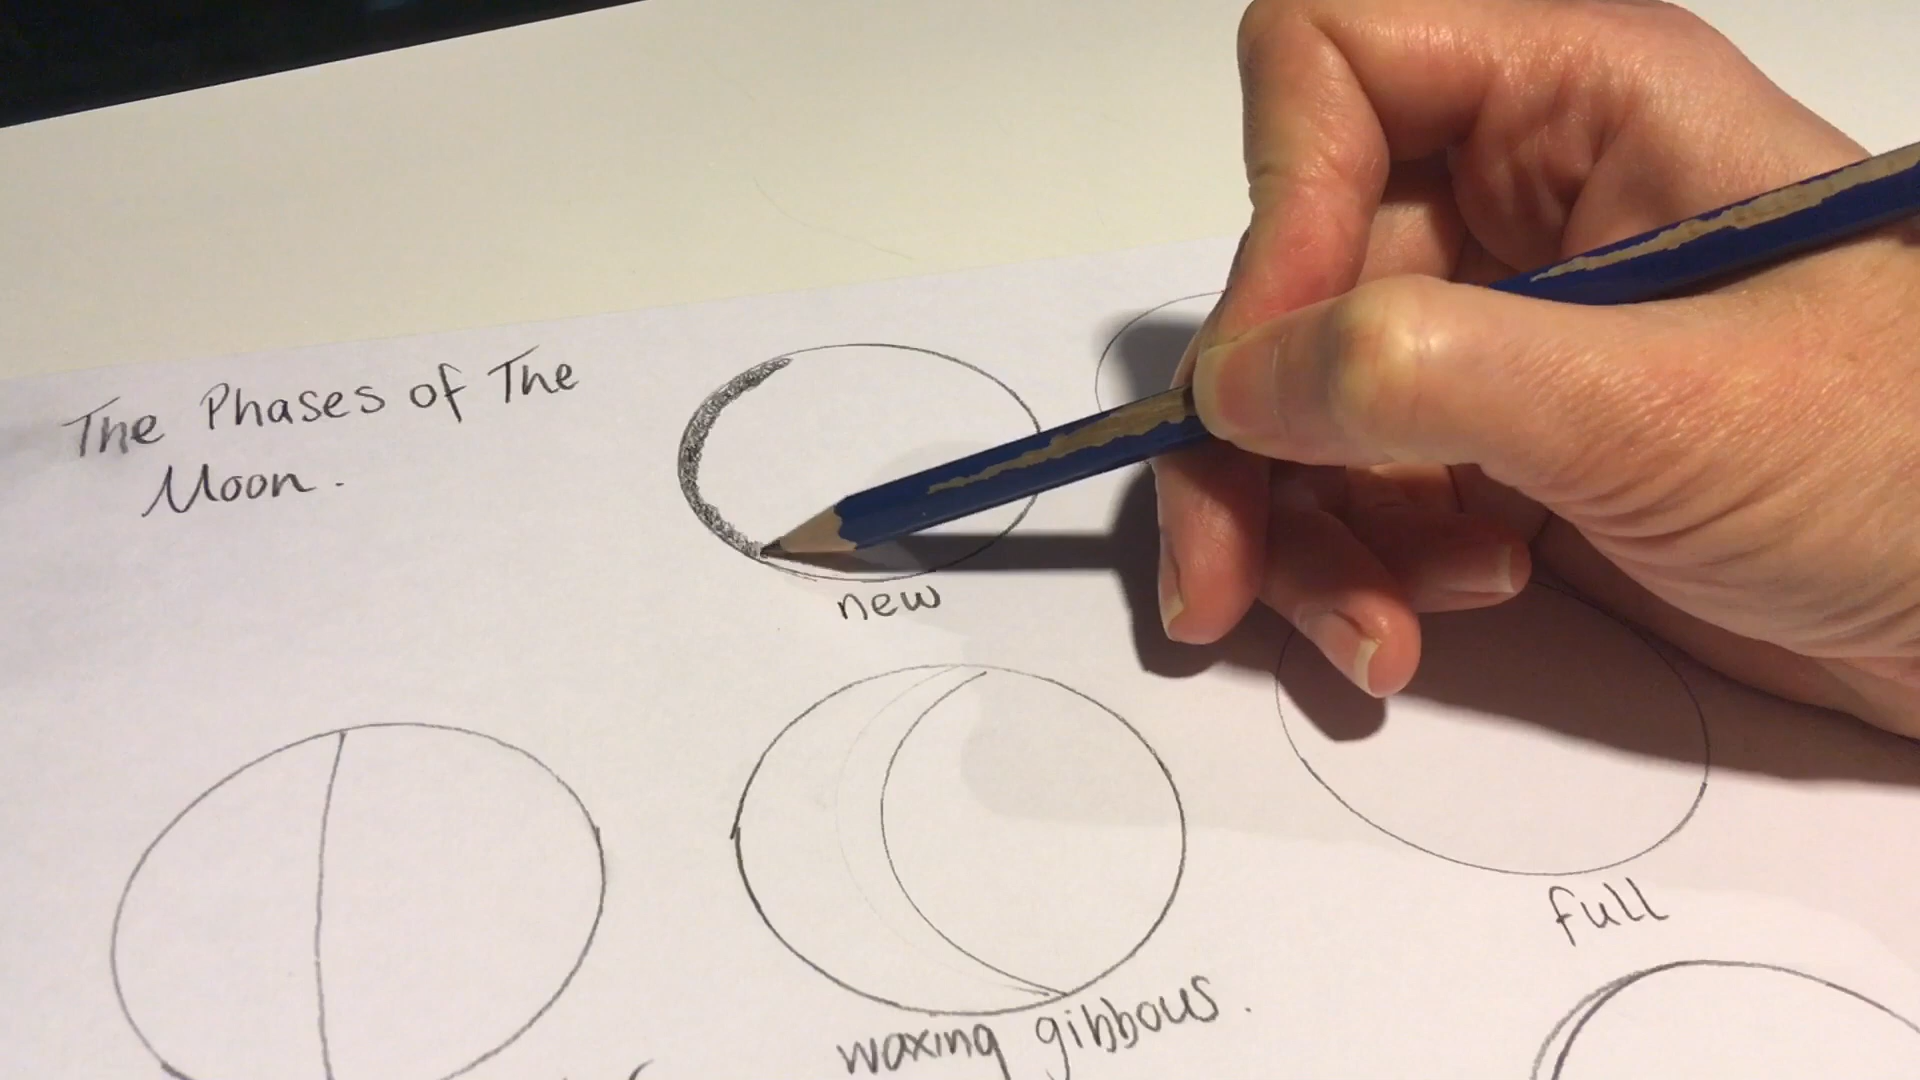 The Phases of The
Moon.
new
full
waxing gibbous.